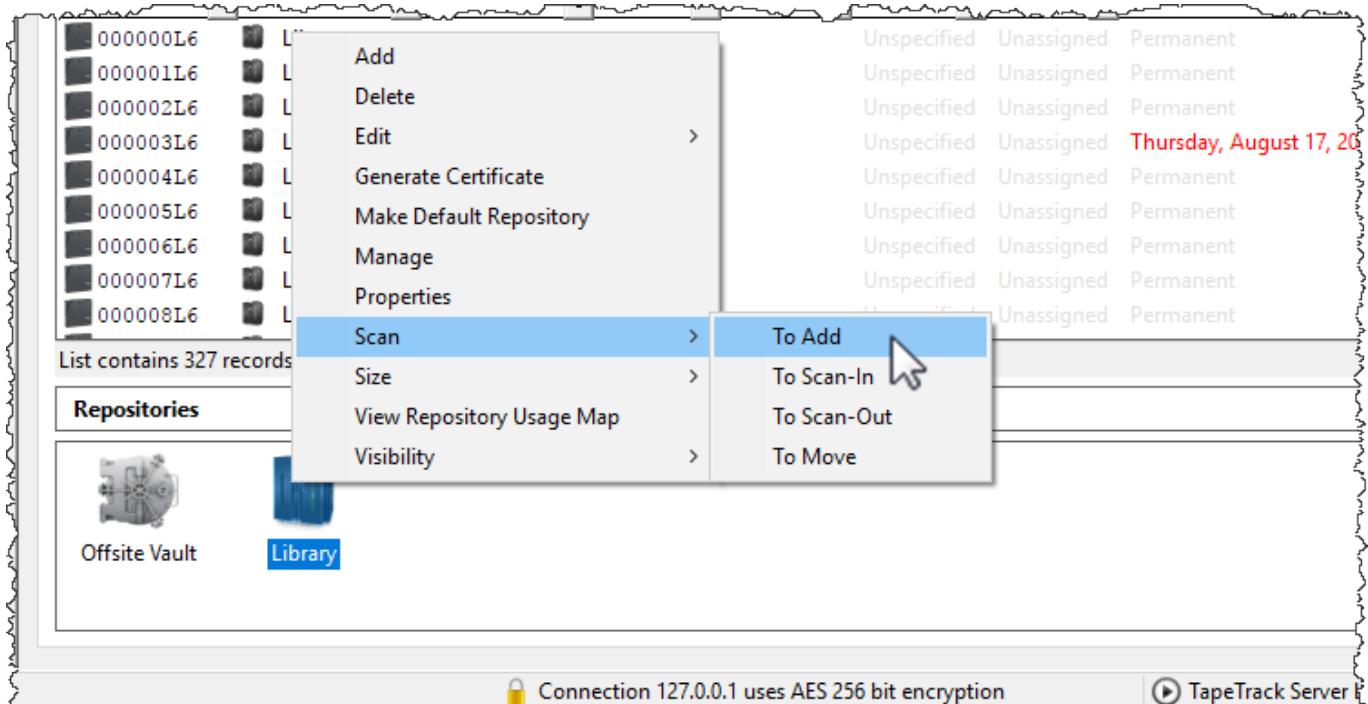 000000L6 Unspecified Unassigned Permanent
Add
000001L6 L Unspecified Unassigned Permanent
Delete
000002L6 L Unspecified Unassigned Permanent
Edit >
000003L6 L Unspecified Unassigned Thursday, August 17, 20
Generate Certificate
000004L6 L Unspecified Unassigned Permanent
Make Default Repository
000005L6 L Unspecified Unassigned Permanent
Manage
000006L6 L Unspecified Unassigned Permanent
Properties
000007L6 L Unspecified Unassigned Permanent
000008L6 L Unassigned Permanent
Scan > To Add
List contains 327 records
Size > To Scan-In
Repositories
View Repository Usage Map To Scan-Out
Visibility > To Move
Offsite Vault Library
Connection 127.0.0.1 uses AES 256 bit encryption TapeTrack Server